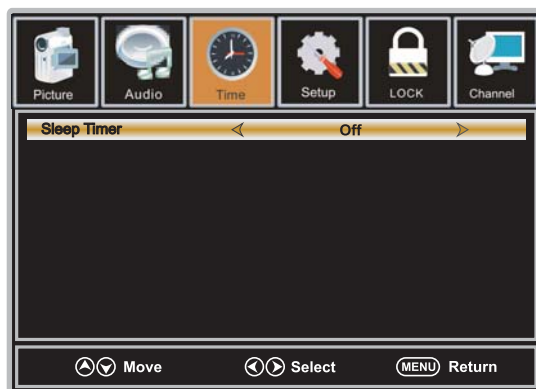 Picture Audio Time Setup LOCK Channel
Sleep Timer Off
Move Select MENU Return